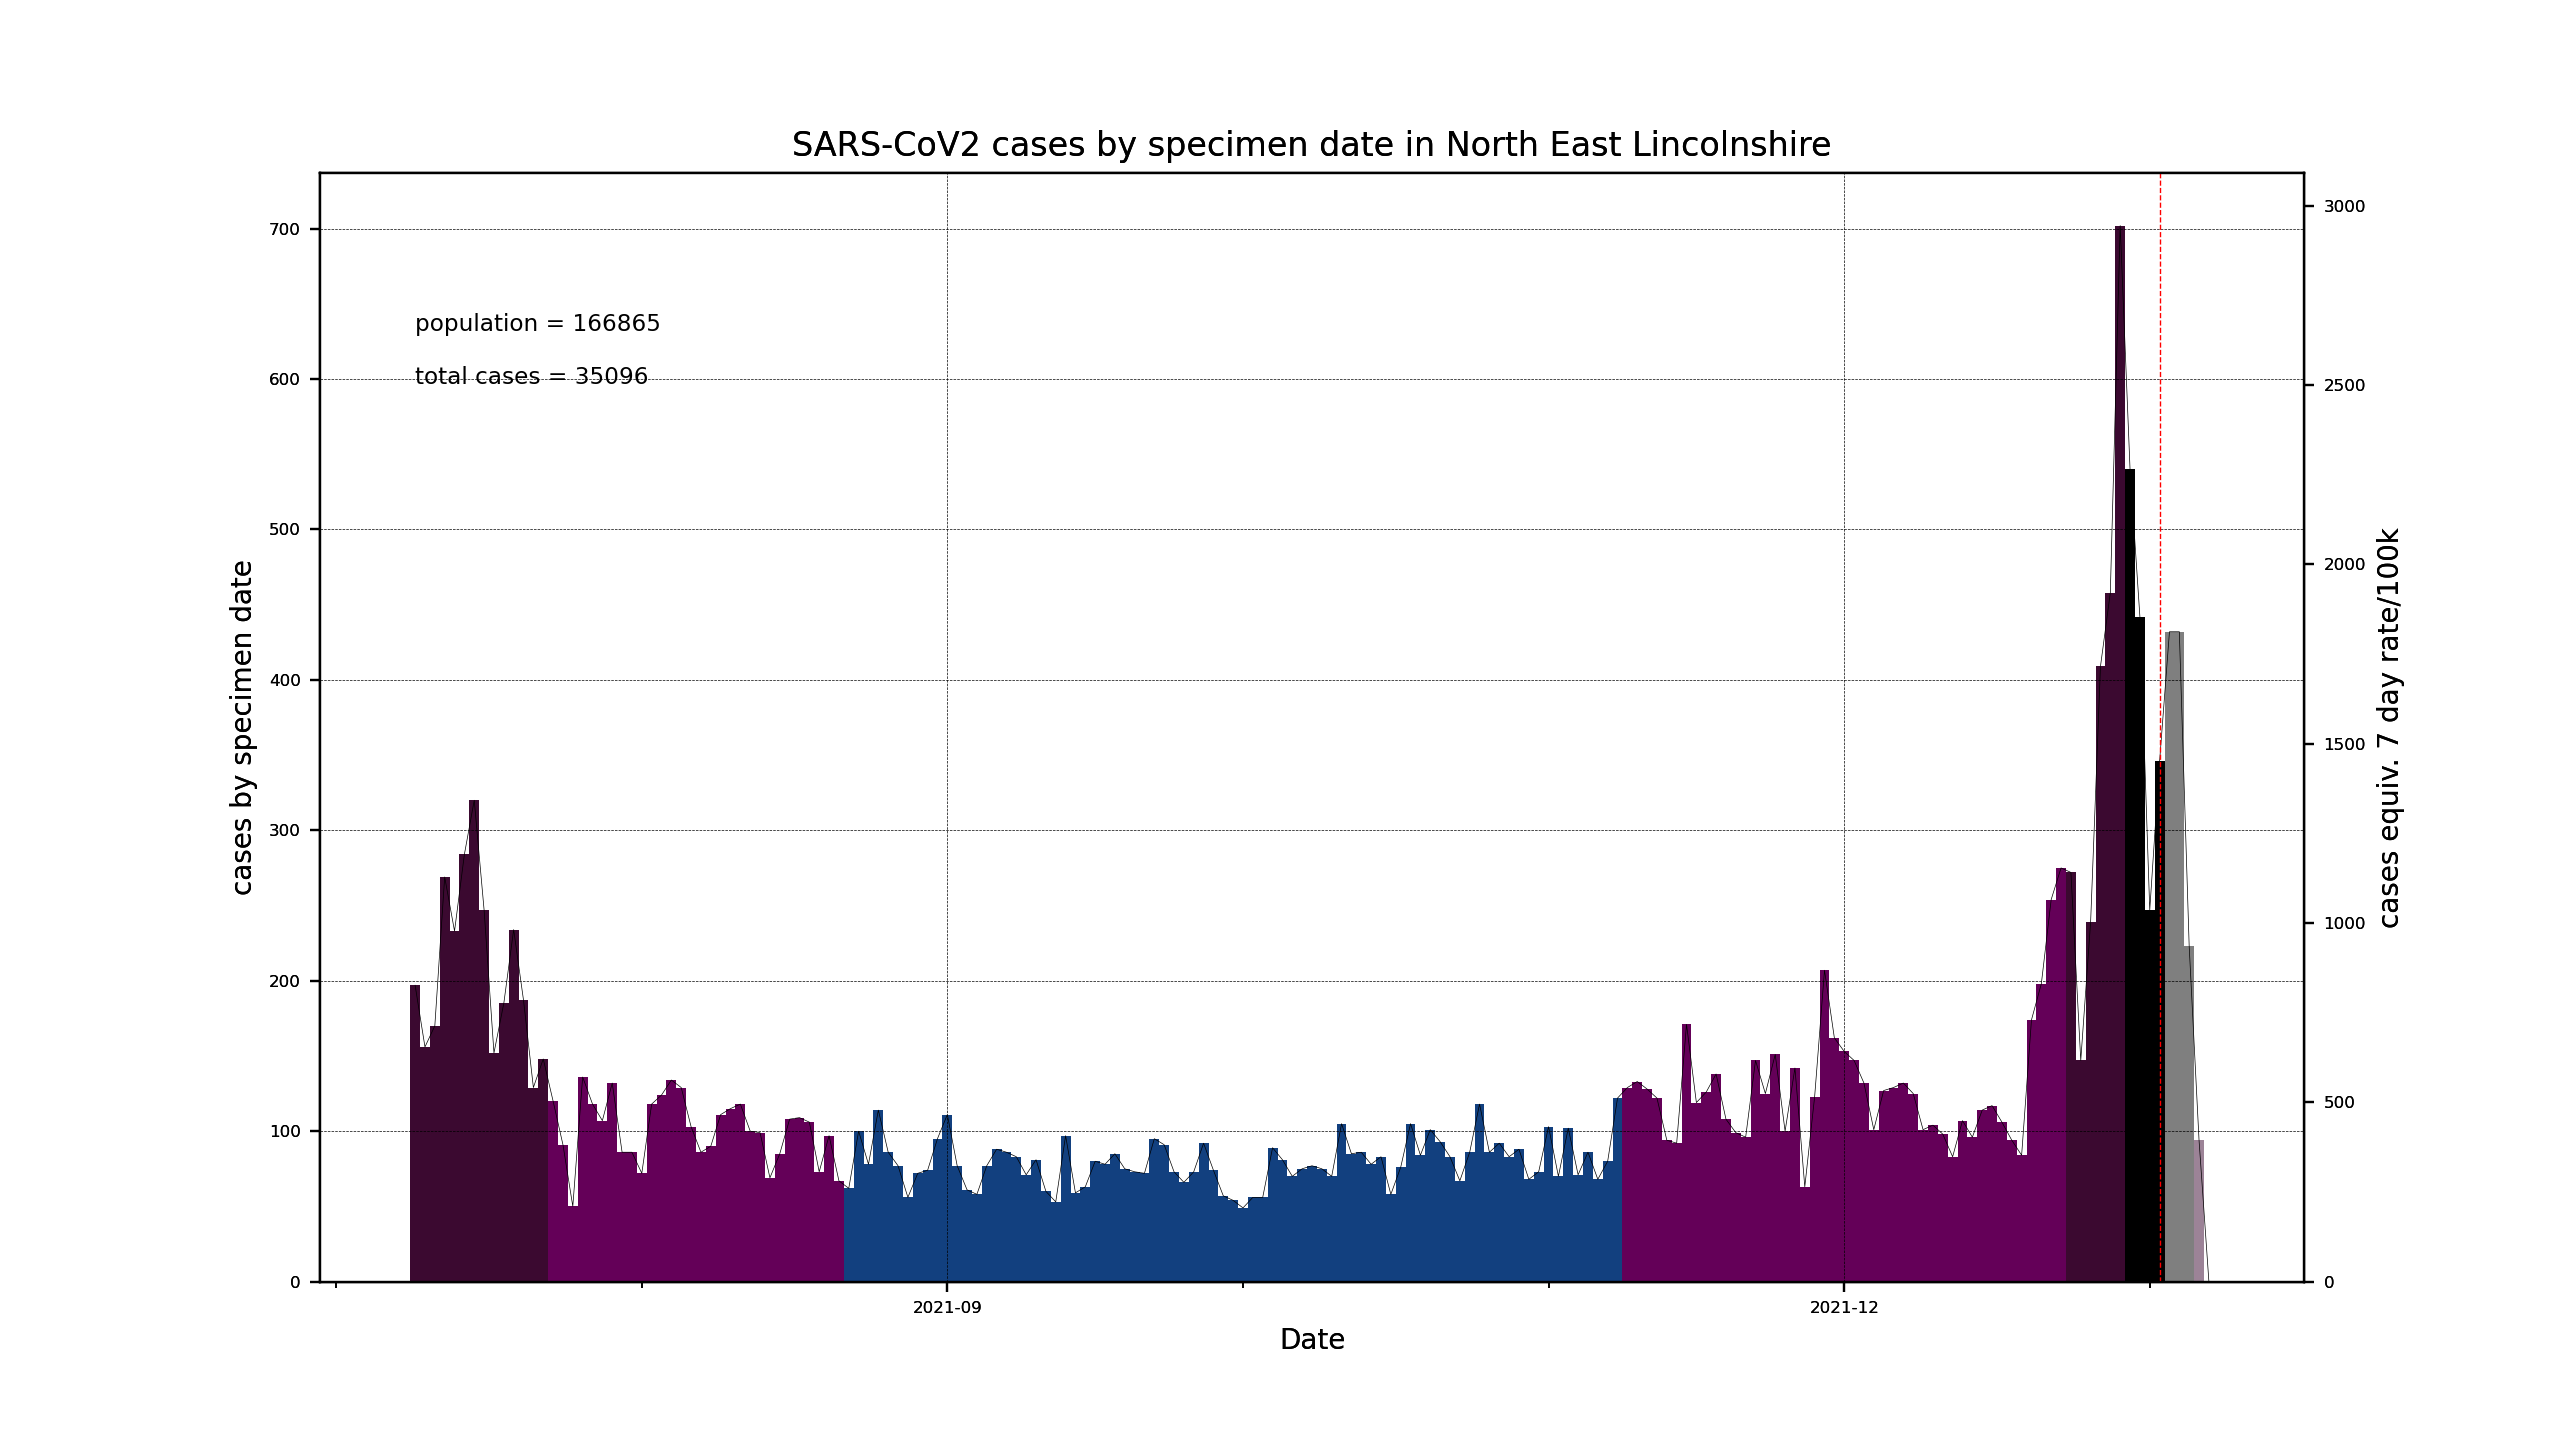 SARS-CoV2 cases by specimen date in North East Lincolnshire
population = 166865
total cases = 35096
cases by specimen date
700
600
500
400
300
200
100
0
3000
2500
2000
1500
1000
500
0
cases equiv. 7 day rate/100k
2021-09
2021-12
Date